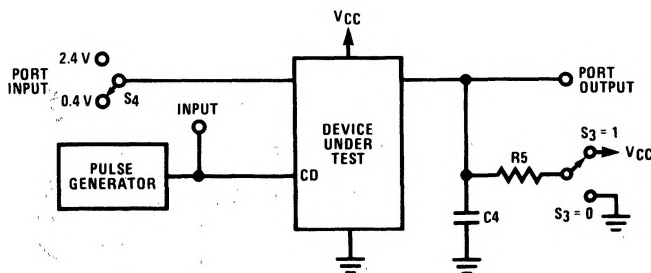 VCC
2.4 V
PORT
INPUT
0.4 V
S4
INPUT
PULSE
GENERATOR
DEVICE
UNDER
TEST
CD
PORT
OUTPUT
S3 = 1
VCC
R5
C4
S3 = 0